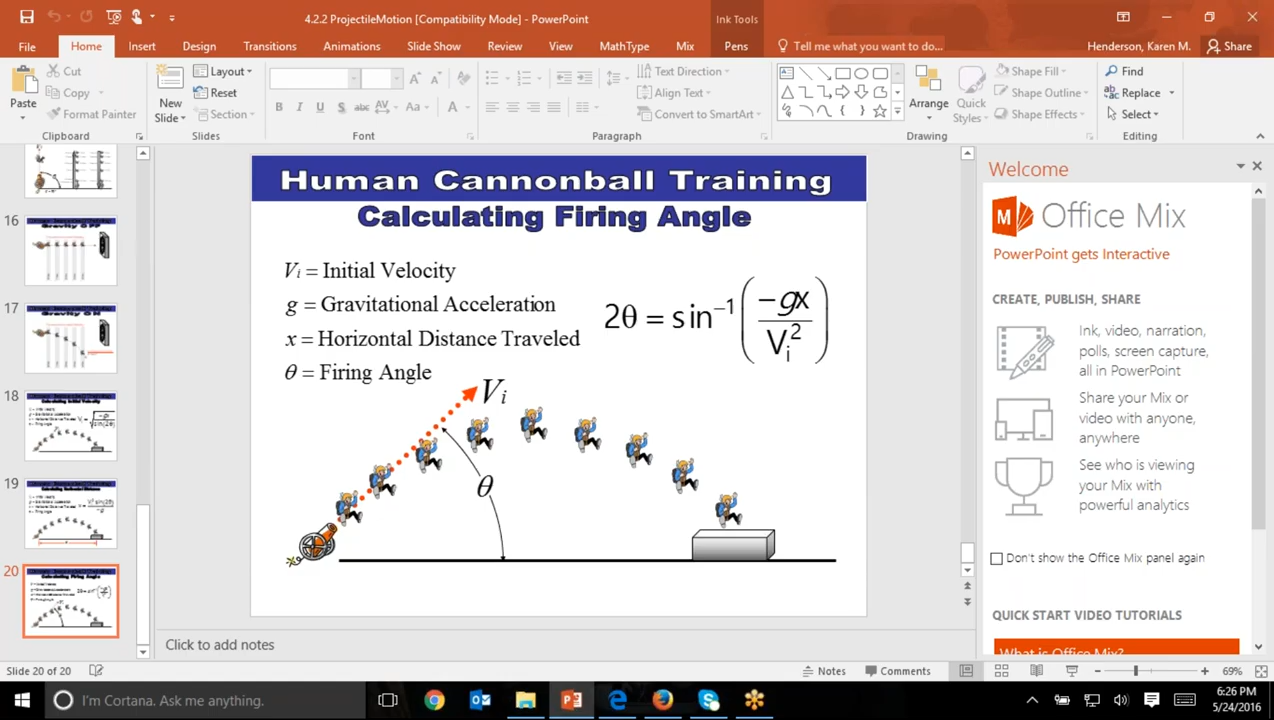 4.2.2 ProjectileMotion [Compatibility Mode] - PowerPoint
Ink Tools
File Home Insert Design Transitions Animations Slide Show Review View MathType Mix Pens Tell me what you want to do... Henderson, Karen M. Share
Paste
Cut
Copy
Format Painter
Clipboard
New Slide
Layout
Reset
Section
Slides
B I U S abc AV Aa A
Font
Text Direction
Align Text
Convert to SmartArt
Paragraph
Arrange
Quick Styles
Shape Fill
Shape Outline
Shape Effects
Drawing
Find
Replace
Select
Editing
16
17
18
19
20
Human Cannonball Training
Calculating Firing Angle
Vi = Initial Velocity
g = Gravitational Acceleration
x = Horizontal Distance Traveled
θ = Firing Angle
2θ = sin⁻¹(−gx / Vi²)
Vi
θ
Click to add notes
Welcome
Office Mix
PowerPoint gets Interactive
CREATE, PUBLISH, SHARE
Ink, video, narration,
polls, screen capture,
all in PowerPoint
Share your Mix or
video with anyone,
anywhere
See who is viewing
your Mix with
powerful analytics
Don't show the Office Mix panel again
QUICK START VIDEO TUTORIALS
What is Office Mix?
Slide 20 of 20
Notes
Comments
69%
I'm Cortana. Ask me anything.
6:26 PM
5/24/2016